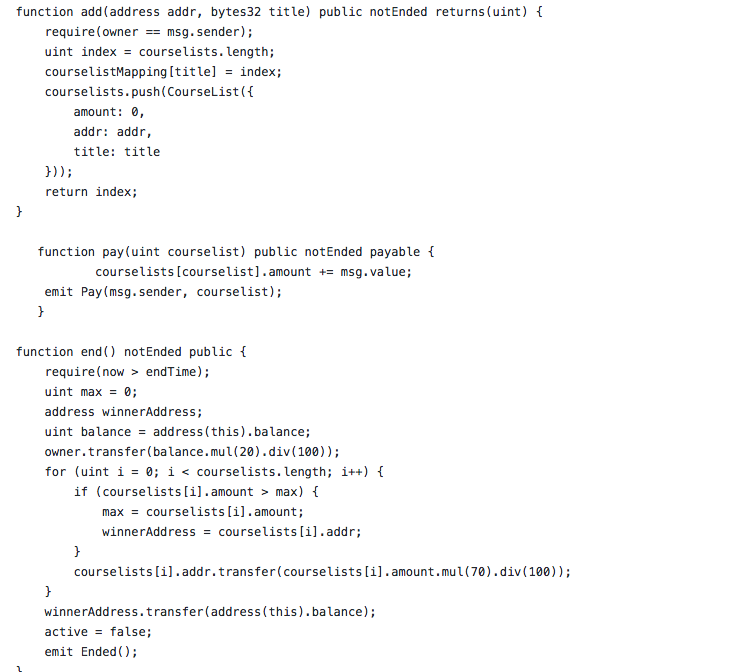 function add(address addr, bytes32 title) public notEnded returns(uint) {
    require(owner == msg.sender);
    uint index = courselists.length;
    courselistMapping[title] = index;
    courselists.push(CourseList({
        amount: 0,
        addr: addr,
        title: title
    }));
    return index;
}
   function pay(uint courselist) public notEnded payable {
           courselists[courselist].amount += msg.value;
    emit Pay(msg.sender, courselist);
   }
function end() notEnded public {
    require(now > endTime);
    uint max = 0;
    address winnerAddress;
    uint balance = address(this).balance;
    owner.transfer(balance.mul(20).div(100));
    for (uint i = 0; i < courselists.length; i++) {
        if (courselists[i].amount > max) {
            max = courselists[i].amount;
            winnerAddress = courselists[i].addr;
        }
        courselists[i].addr.transfer(courselists[i].amount.mul(70).div(100));
    }
    winnerAddress.transfer(address(this).balance);
    active = false;
    emit Ended();
}